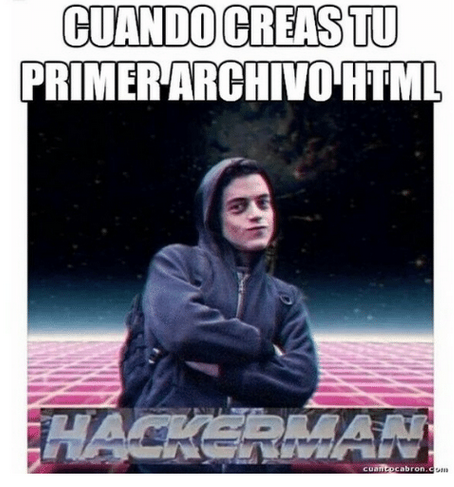 CUANDO CREAS TU
PRIMER ARCHIVO HTML
HACKERMAN
cuantocabron.com